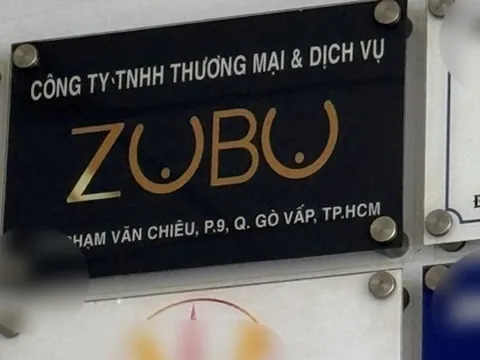 CÔNG TY TNHH THƯƠNG MẠI & DỊCH VỤ
ZUBU
PHẠM VĂN CHIÊU, P.9, Q. GÒ VẤP, TP.HCM